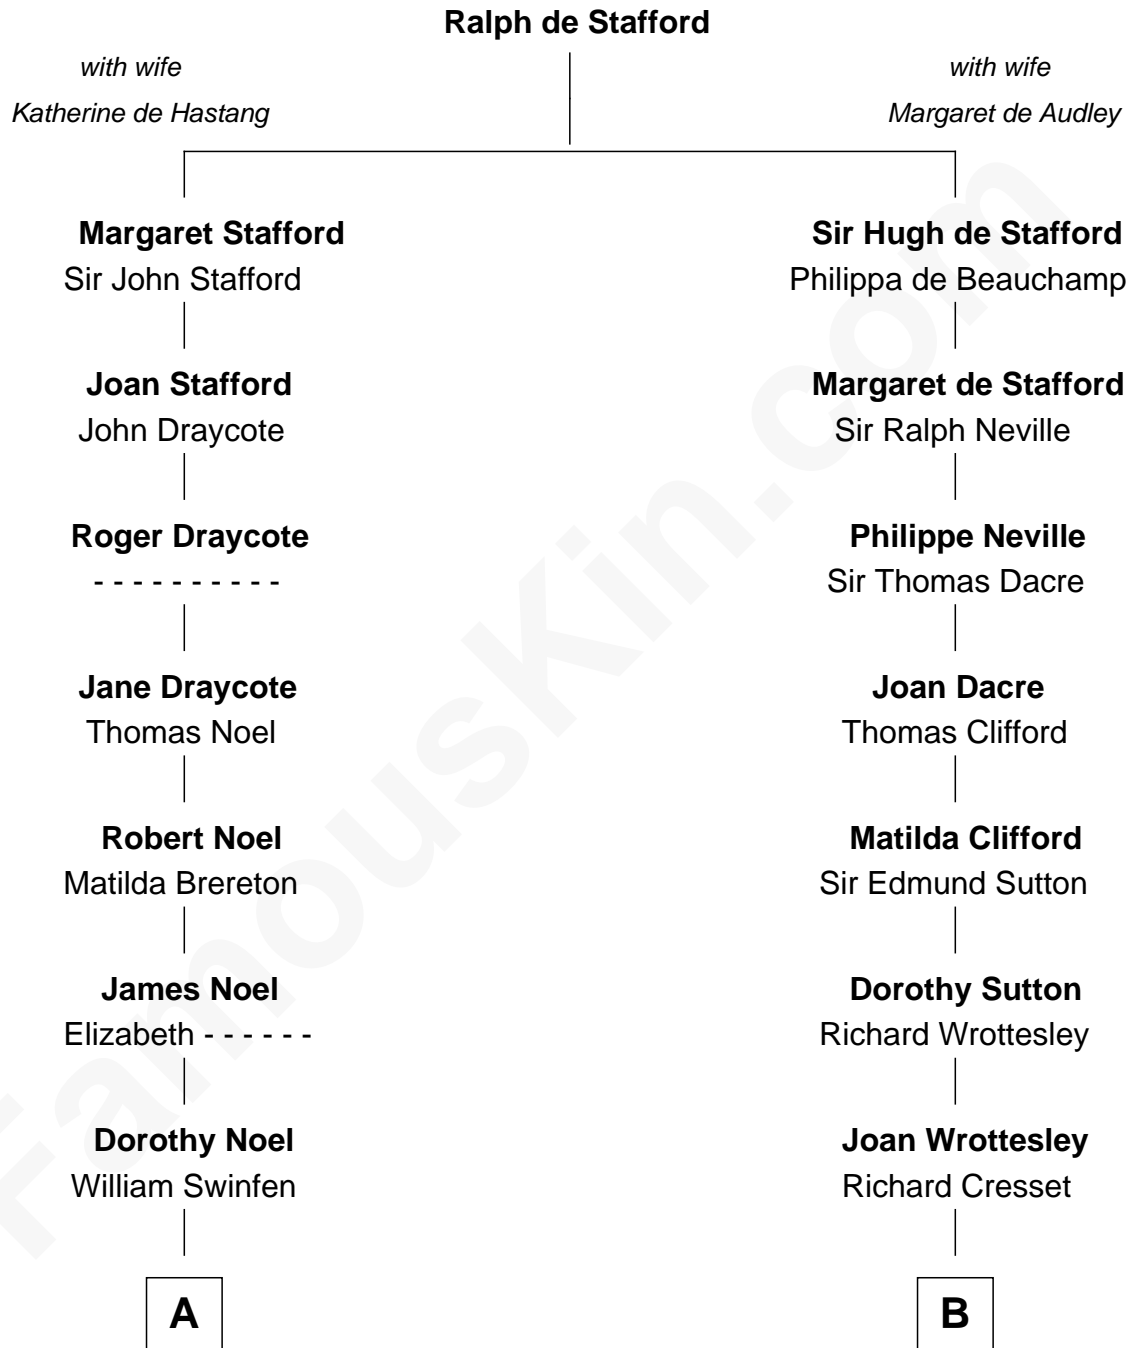 Ralph de Stafford
with wife
Katherine de Hastang
with wife
Margaret de Audley
Margaret Stafford
Sir John Stafford
Sir Hugh de Stafford
Philippa de Beauchamp
Joan Stafford
John Draycote
Margaret de Stafford
Sir Ralph Neville
Roger Draycote
- - - - - - - - - -
Philippe Neville
Sir Thomas Dacre
Jane Draycote
Thomas Noel
Joan Dacre
Thomas Clifford
Robert Noel
Matilda Brereton
Matilda Clifford
Sir Edmund Sutton
James Noel
Elizabeth - - - - - -
Dorothy Sutton
Richard Wrottesley
Dorothy Noel
William Swinfen
Joan Wrottesley
Richard Cresset
A
B
FamousKin.com